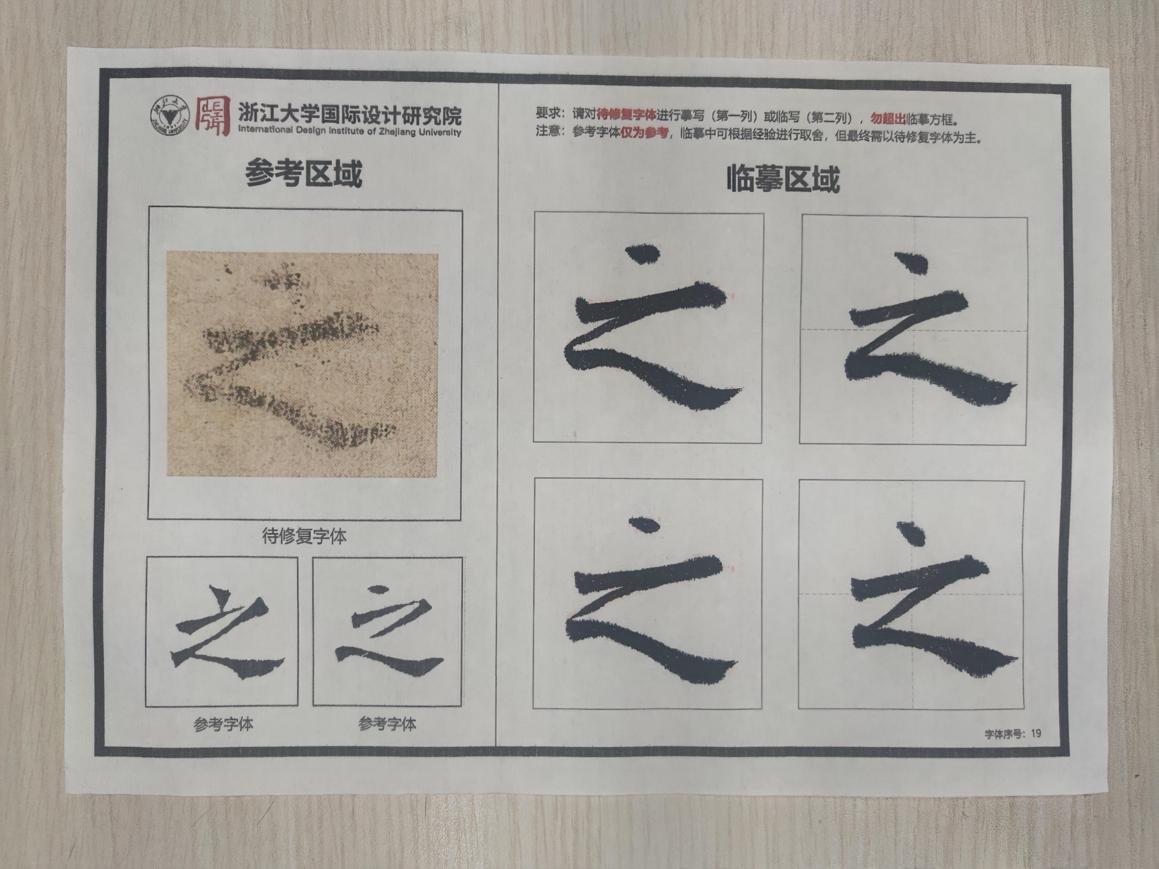 浙江大学国际设计研究院
International Design Institute of Zhejiang University
参考区域
待修复字体
之 之
参考字体 参考字体
要求：请对待修复字体进行摹写（第一列）或临写（第二列），勿超出临摹方框。
注意：参考字体仅为参考，临摹中可根据经验进行取舍，但最终需以待修复字体为主。
临摹区域
之 之
之 之
字体序号：19